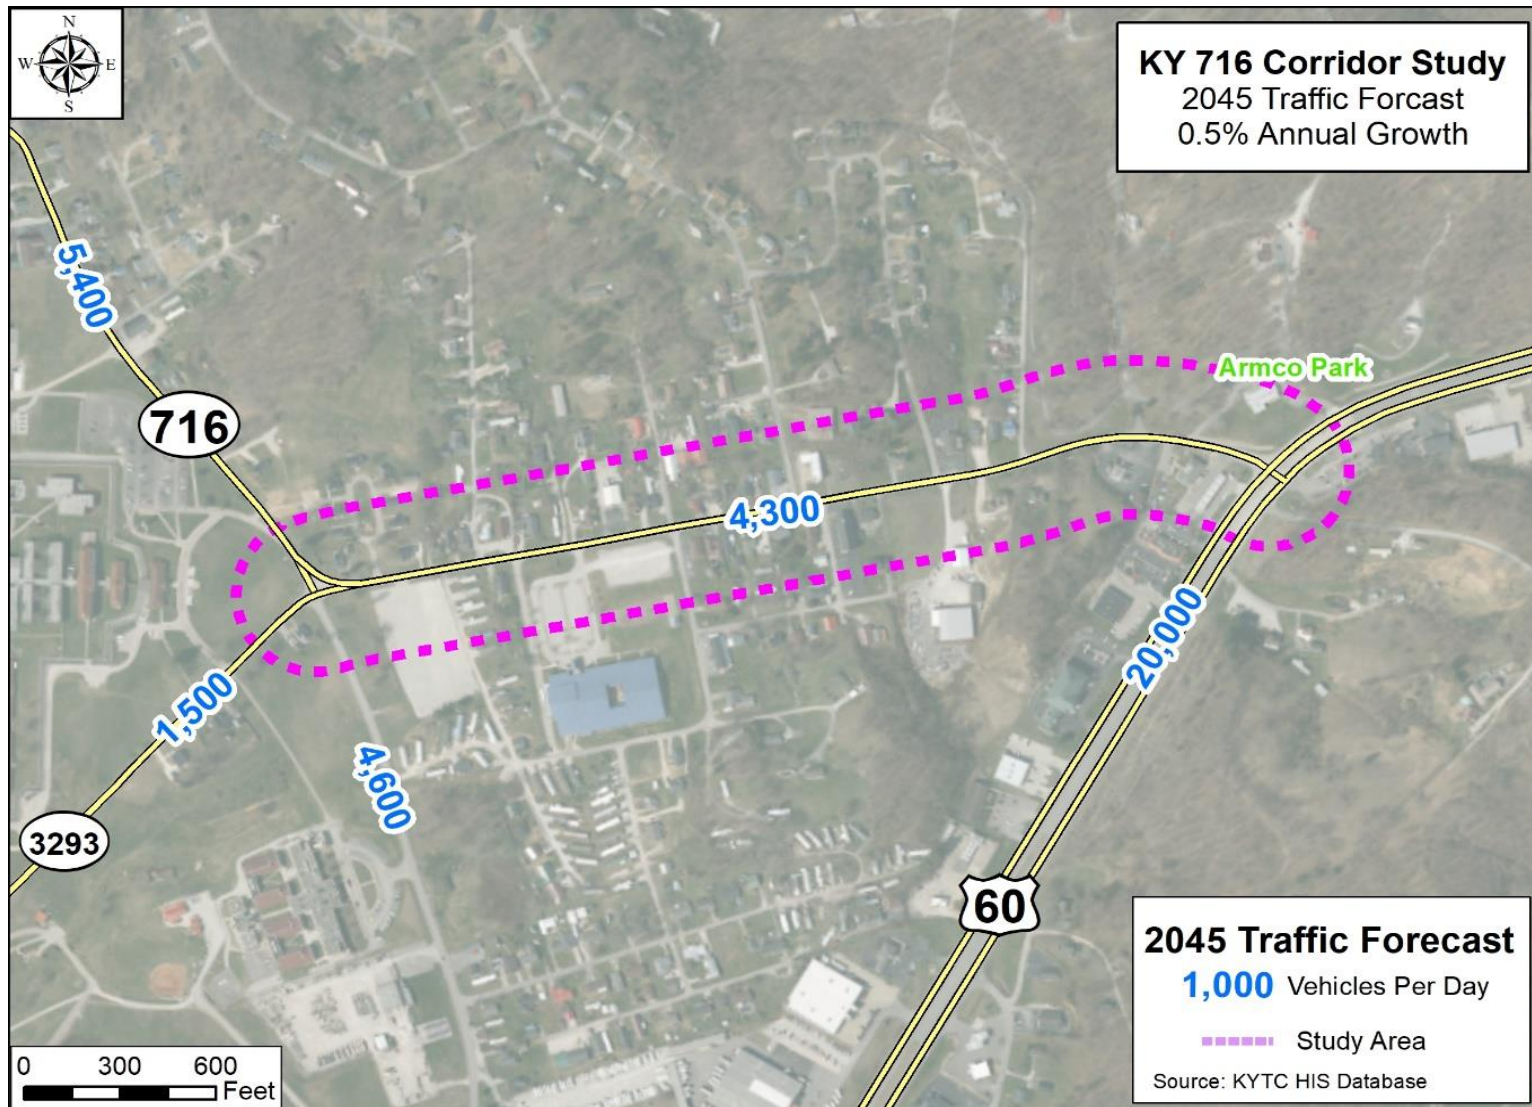 N
W E
S
KY 716 Corridor Study
2045 Traffic Forcast
0.5% Annual Growth
5,400
Armco Park
716
4,300
20,000
1,500
4,600
3293
60
2045 Traffic Forecast
1,000 Vehicles Per Day
Study Area
Source: KYTC HIS Database
0 300 600
Feet